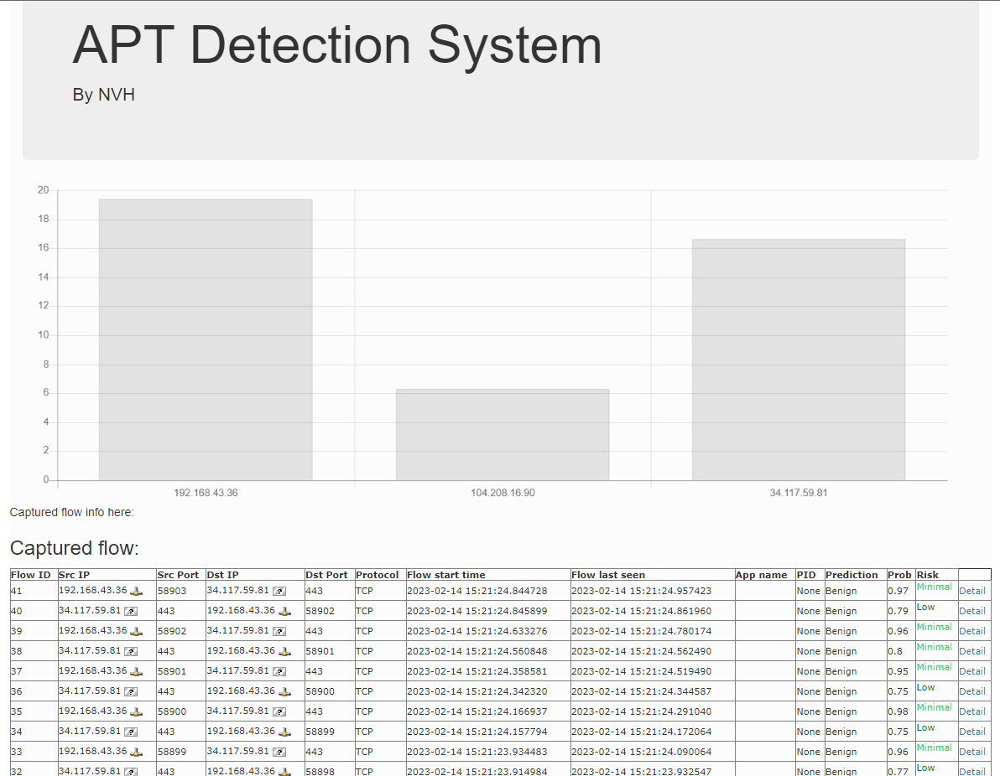 APT Detection System
By NVH
20
18
16
14
12
10
8
6
4
2
0
192.168.43.36 104.208.16.90 34.117.59.81
Captured flow info here:
Captured flow:
Flow ID Src IP Src Port Dst IP Dst Port Protocol Flow start time Flow last seen App name PID Prediction Prob Risk
41 192.168.43.36 58903 34.117.59.81 443 TCP 2023-02-14 15:21:24.844728 2023-02-14 15:21:24.957423 None Benign 0.97 Minimal Detail
40 34.117.59.81 443 192.168.43.36 58902 TCP 2023-02-14 15:21:24.845899 2023-02-14 15:21:24.861960 None Benign 0.79 Low Detail
39 192.168.43.36 58902 34.117.59.81 443 TCP 2023-02-14 15:21:24.633276 2023-02-14 15:21:24.780174 None Benign 0.96 Minimal Detail
38 34.117.59.81 443 192.168.43.36 58901 TCP 2023-02-14 15:21:24.560848 2023-02-14 15:21:24.562490 None Benign 0.8 Minimal Detail
37 192.168.43.36 58901 34.117.59.81 443 TCP 2023-02-14 15:21:24.358581 2023-02-14 15:21:24.519490 None Benign 0.95 Minimal Detail
36 34.117.59.81 443 192.168.43.36 58900 TCP 2023-02-14 15:21:24.342320 2023-02-14 15:21:24.344587 None Benign 0.75 Low Detail
35 192.168.43.36 58900 34.117.59.81 443 TCP 2023-02-14 15:21:24.166937 2023-02-14 15:21:24.291040 None Benign 0.98 Minimal Detail
34 34.117.59.81 443 192.168.43.36 58899 TCP 2023-02-14 15:21:24.157794 2023-02-14 15:21:24.172064 None Benign 0.75 Low Detail
33 192.168.43.36 58899 34.117.59.81 443 TCP 2023-02-14 15:21:23.934483 2023-02-14 15:21:24.090064 None Benign 0.96 Minimal Detail
32 34.117.59.81 443 192.168.43.36 58898 TCP 2023-02-14 15:21:23.914984 2023-02-14 15:21:23.932547 None Benign 0.77 Low Detail